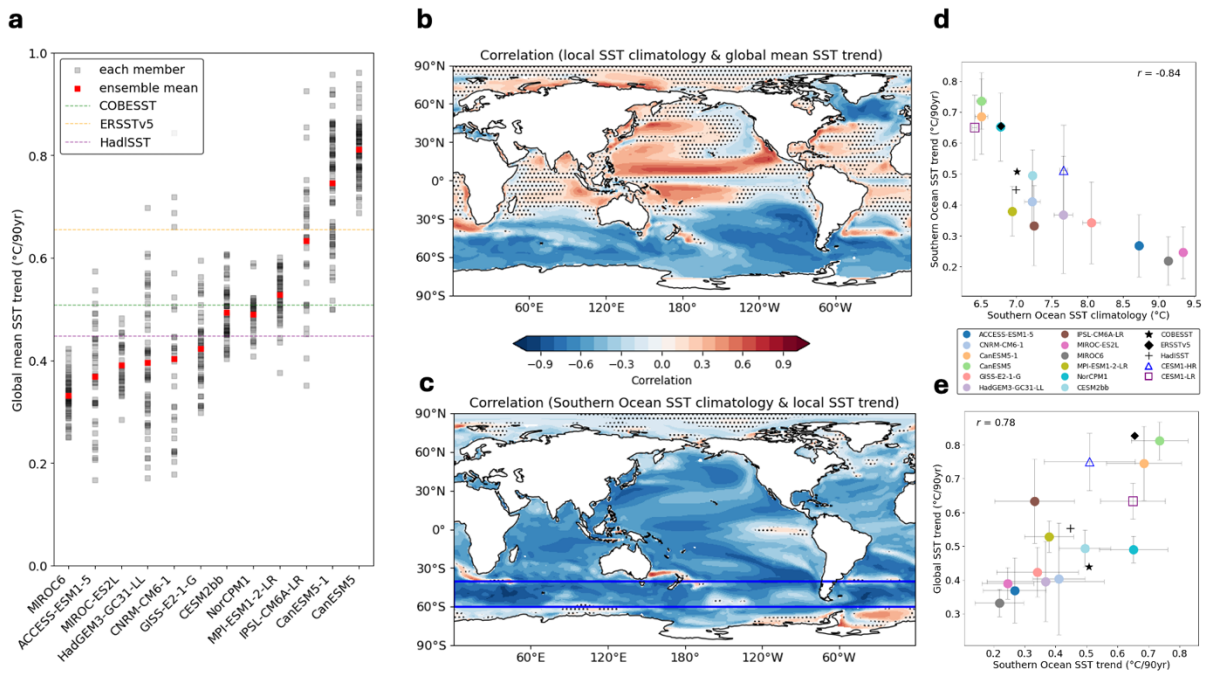 a
Global mean SST trend (°C/90yr)
1.0
0.8
0.6
0.4
0.2
0.0
each member
ensemble mean
COBESST
ERSSTv5
HadISST
MIROC6
ACCESS-ESM1-5
MIROC-ES2L
HadGEM3-GC31-LL
CNRM-CM6-1
GISS-E2-1-G
CESM2bb
NorCPM1
MPI-ESM1-2-LR
IPSL-CM6A-LR
CanESM5-1
CanESM5
b
Correlation (local SST climatology & global mean SST trend)
90°N
60°N
30°N
0°
30°S
60°S
90°S
60°E 120°E 180° 120°W 60°W
−0.9 −0.6 −0.3 0.0 0.3 0.6 0.9
Correlation
c
Correlation (Southern Ocean SST climatology & local SST trend)
90°N
60°N
30°N
0°
30°S
60°S
90°S
60°E 120°E 180° 120°W 60°W
d
r = -0.84
Southern Ocean SST trend (°C/90yr)
0.8
0.7
0.6
0.5
0.4
0.3
0.2
6.5 7.0 7.5 8.0 8.5 9.0 9.5
Southern Ocean SST climatology (°C)
ACCESS-ESM1-5 IPSL-CM6A-LR COBESST
CNRM-CM6-1 MIROC-ES2L ERSSTv5
CanESM5-1 MIROC6 HadISST
CanESM5 MPI-ESM1-2-LR CESM1-HR
GISS-E2-1-G NorCPM1 CESM1-LR
HadGEM3-GC31-LL CESM2bb
e
r = 0.78
Global SST trend (°C/90yr)
0.8
0.7
0.6
0.5
0.4
0.3
0.2 0.3 0.4 0.5 0.6 0.7 0.8
Southern Ocean SST trend (°C/90yr)